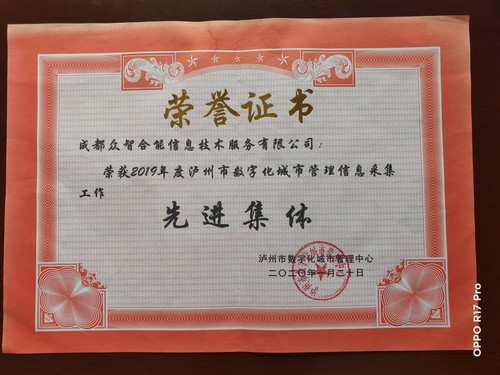 荣誉证书
成都众智合能信息技术服务有限公司：
荣获2019年度泸州市数字化城市管理信息采集
工作
先进集体
泸州市数字化城市管理中心
二〇二〇年一月二十日
OPPO R17 Pro